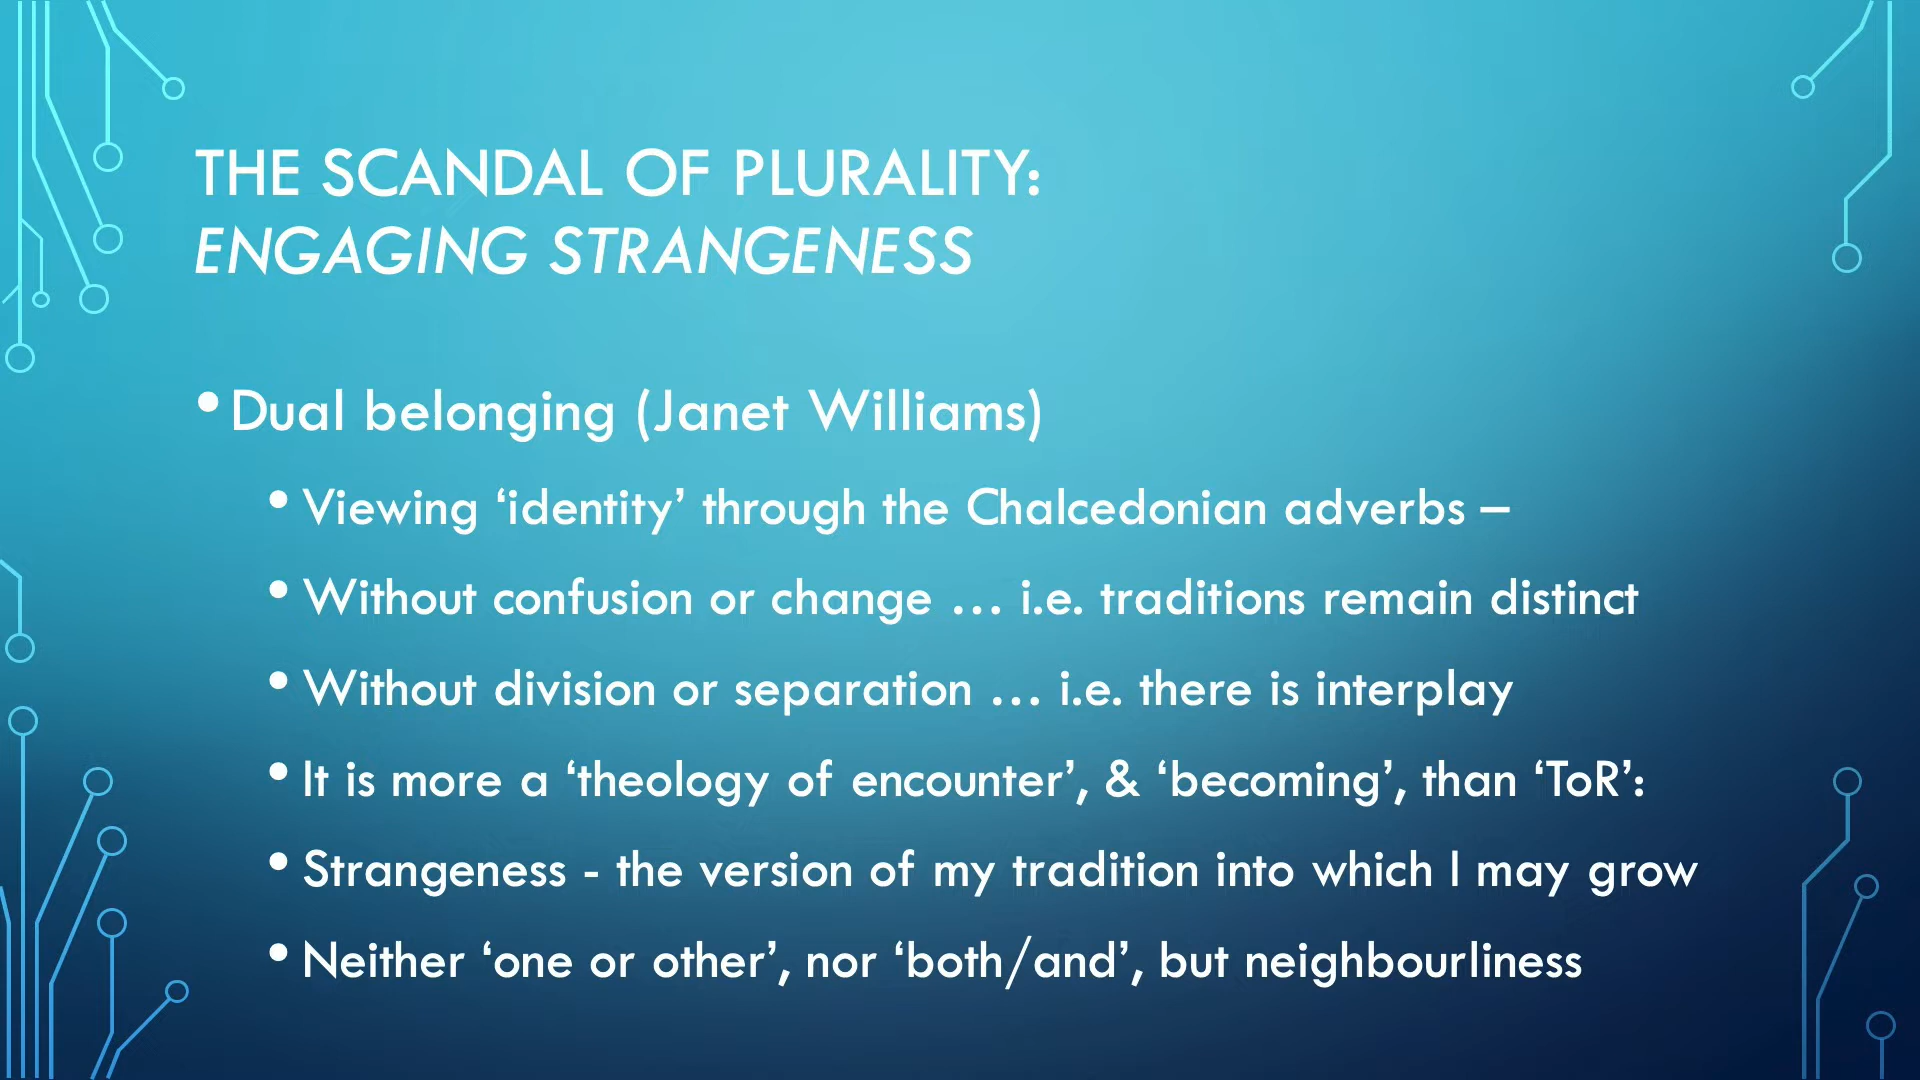 THE SCANDAL OF PLURALITY:
ENGAGING STRANGENESS
• Dual belonging (Janet Williams)
• Viewing ‘identity’ through the Chalcedonian adverbs –
• Without confusion or change … i.e. traditions remain distinct
• Without division or separation … i.e. there is interplay
• It is more a ‘theology of encounter’, & ‘becoming’, than ‘ToR’:
• Strangeness - the version of my tradition into which I may grow
• Neither ‘one or other’, nor ‘both/and’, but neighbourliness